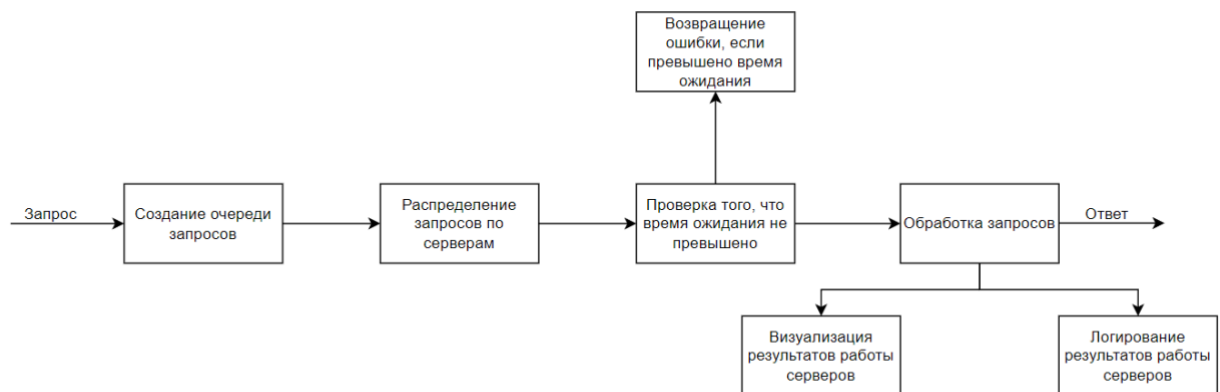 Возвращение
ошибки, если
превышено время
ожидания
Запрос
Создание очереди
запросов
Распределение
запросов по
серверам
Проверка того, что
время ожидания не
превышено
Обработка запросов
Ответ
Визуализация
результатов работы
серверов
Логирование
результатов работы
серверов